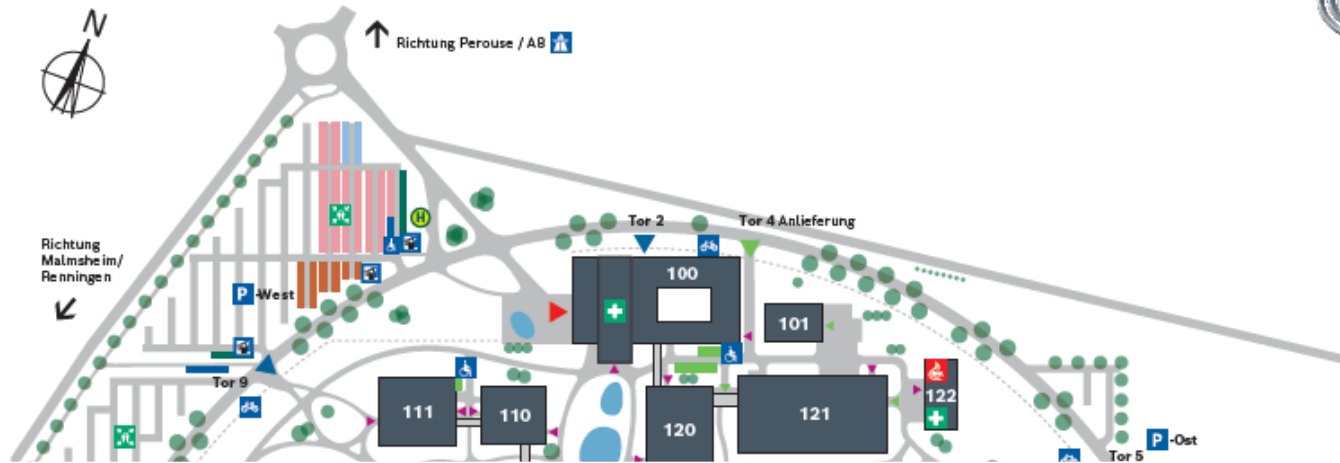 N
Richtung Perouse / A8
H
Tor 2
Tor 4 Anlieferung
Richtung
Malmsheim/
Renningen
100
P-West
101
Tor 9
111
110
120
121
122
P-Ost
Tor 5